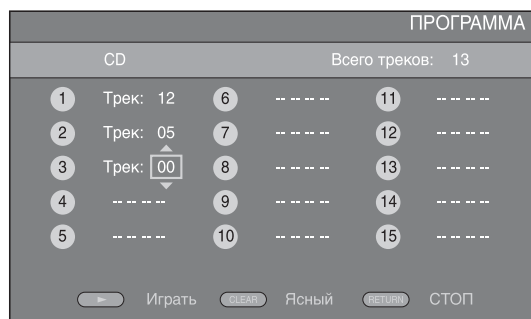 ПРОГРАММА
CD Всего треков: 13
1 Трек: 12 6 -- -- -- -- 11 -- -- -- --
2 Трек: 05 7 -- -- -- -- 12 -- -- -- --
3 Трек: 00 8 -- -- -- -- 13 -- -- -- --
4 -- -- -- -- 9 -- -- -- -- 14 -- -- -- --
5 -- -- -- -- 10 -- -- -- -- 15 -- -- -- --
Играть CLEAR Ясный RETURN СТОП